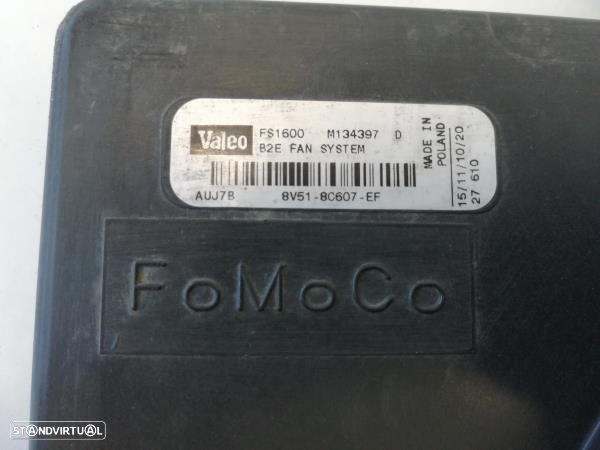 Valeo FS1600 M134397 D
B2E FAN SYSTEM
AUJ7B 8V51-8C607-EF
MADE IN
POLAND
15/11/10/20
27 610
FoMoCo
STANDVIRTUAL